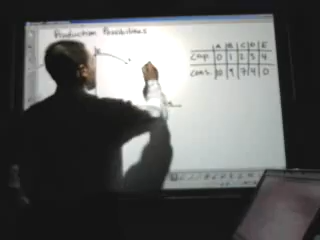 Production Possibilities
A B C D E
Cap. 0 1 2 3 4
Cons. 10 9 7 4 0